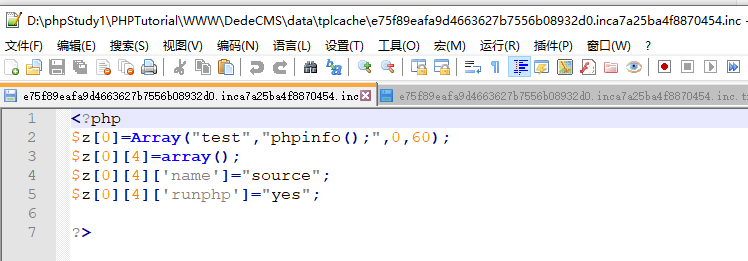 D:\phpStudy1\PHPTutorial\WWW\DedeCMS\data\tplcache\e75f89eafa9d4663627b7556b08932d0.inca7a25ba4f8870454.inc -
文件(F) 编辑(E) 搜索(S) 视图(V) 编码(N) 语言(L) 设置(T) 工具(O) 宏(M) 运行(R) 插件(P) 窗口(W) ?
e75f89eafa9d4663627b7556b08932d0.inca7a25ba4f8870454.inc e75f89eafa9d4663627b7556b08932d0.inca7a25ba4f8870454.inc.t
1 <?php
2 $z[0]=Array("test","phpinfo();",0,60);
3 $z[0][4]=array();
4 $z[0][4]['name']="source";
5 $z[0][4]['runphp']="yes";
6
7 ?>